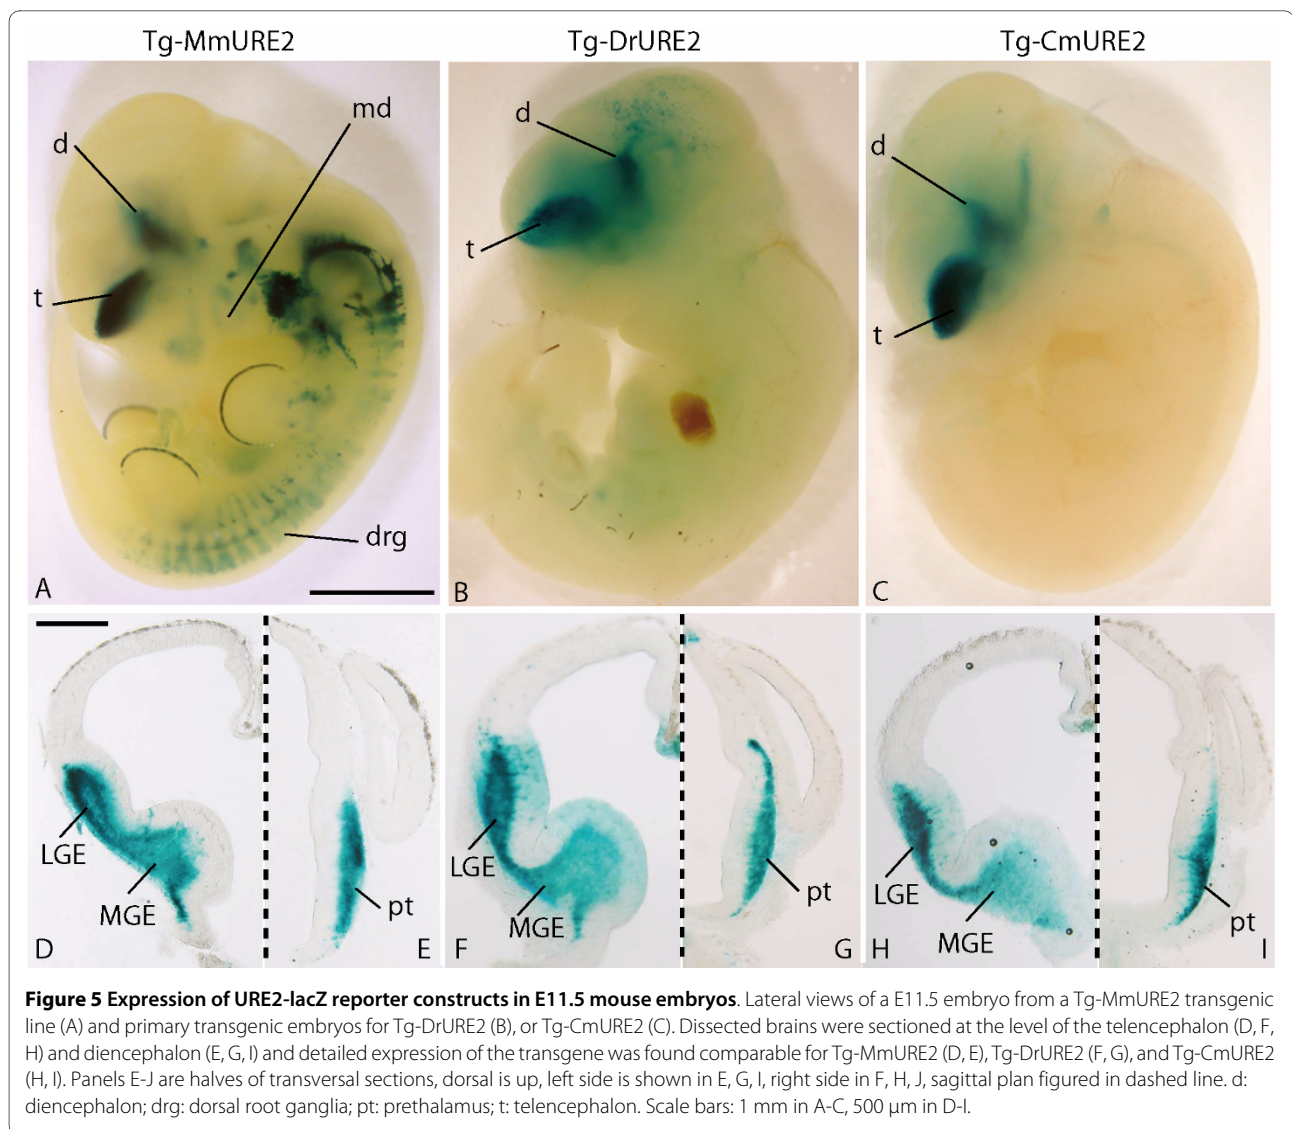 Tg-MmURE2
Tg-DrURE2
Tg-CmURE2
d
md
t
drg
A
d
t
B
d
t
C
LGE
MGE
D
pt
E
LGE
MGE
F
pt
G
LGE
MGE
H
pt
I
Figure 5 Expression of URE2-lacZ reporter constructs in E11.5 mouse embryos. Lateral views of a E11.5 embryo from a Tg-MmURE2 transgenic
line (A) and primary transgenic embryos for Tg-DrURE2 (B), or Tg-CmURE2 (C). Dissected brains were sectioned at the level of the telencephalon (D, F,
H) and diencephalon (E, G, I) and detailed expression of the transgene was found comparable for Tg-MmURE2 (D, E), Tg-DrURE2 (F, G), and Tg-CmURE2
(H, I). Panels E-J are halves of transversal sections, dorsal is up, left side is shown in E, G, I, right side in F, H, J, sagittal plan figured in dashed line. d:
diencephalon; drg: dorsal root ganglia; pt: prethalamus; t: telencephalon. Scale bars: 1 mm in A-C, 500 μm in D-I.